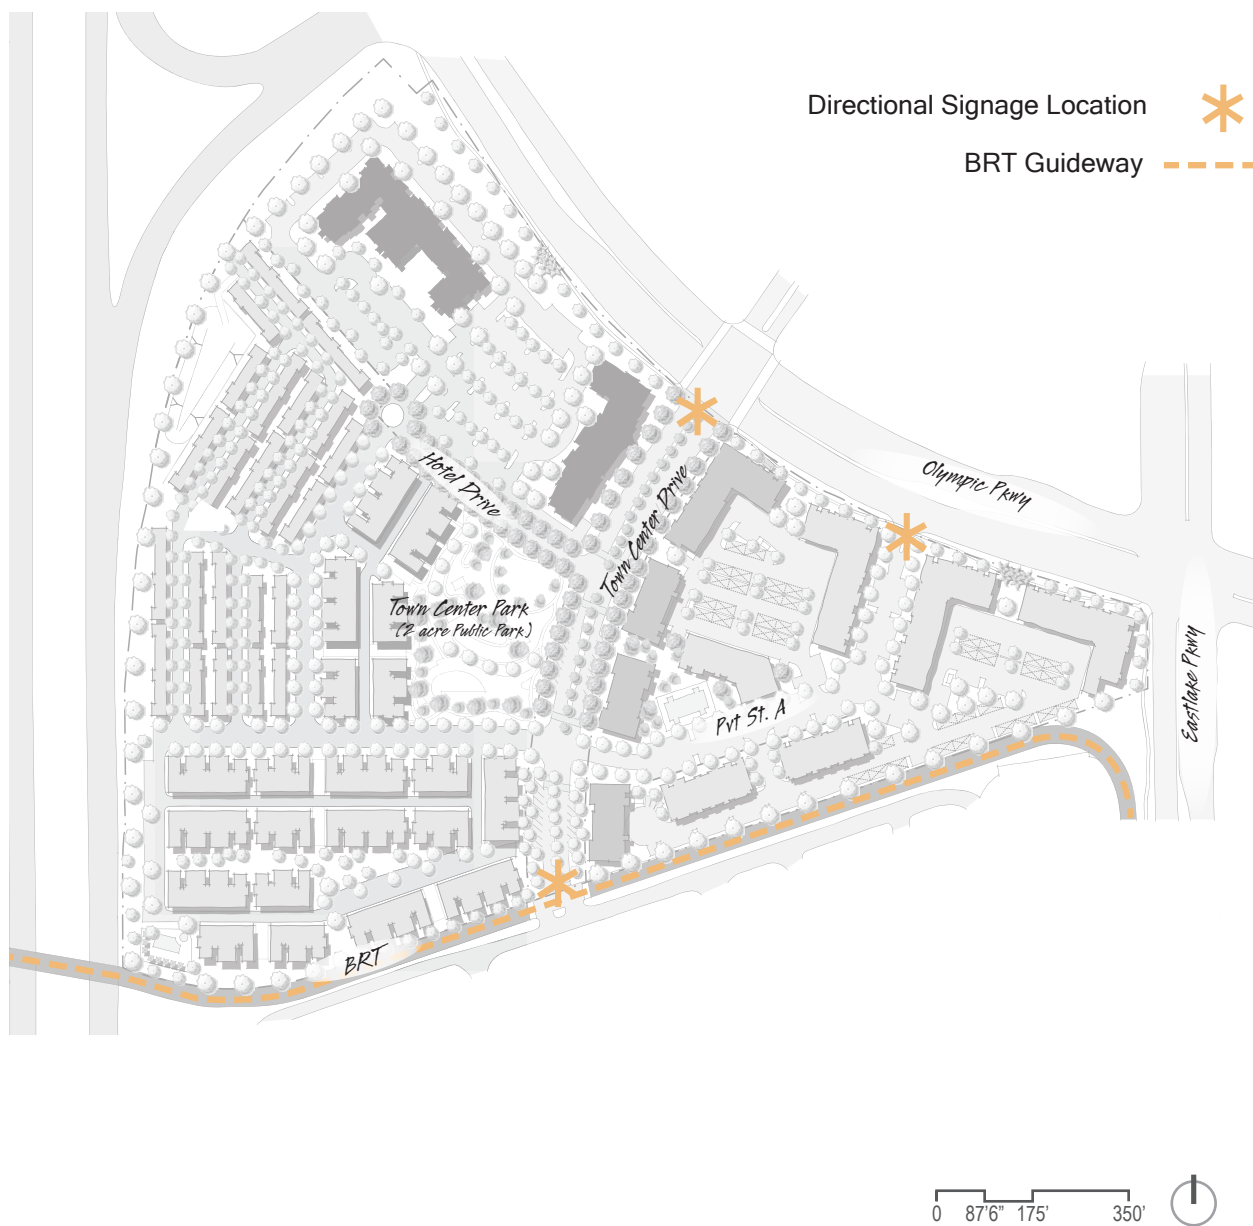 Directional Signage Location
BRT Guideway
Olympic Pkwy
Hotel Drive
Town Center Drive
Town Center Park
(2 acre Public Park)
Eastlake Pkwy
Pvt St. A
BRT
0 87'6" 175' 350'